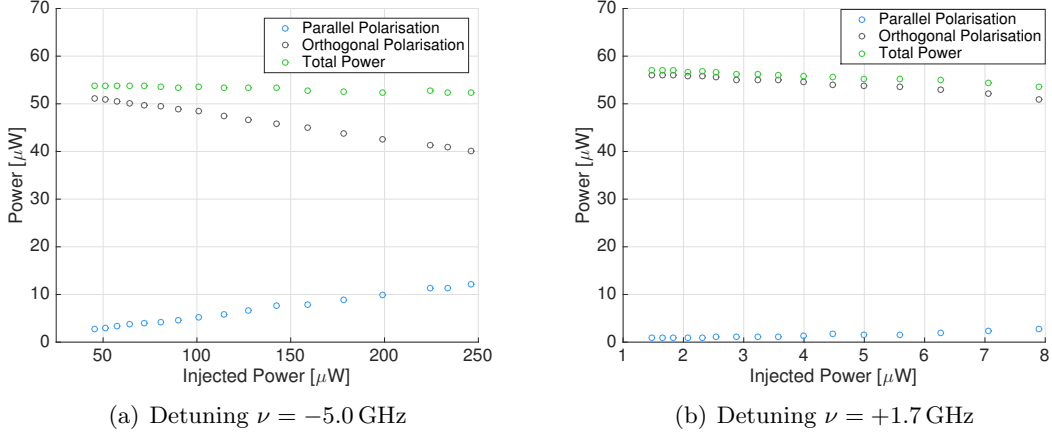 70
60
50
40
30
20
10
0
Power [μW]
50 100 150 200 250
Injected Power [μW]
Parallel Polarisation
Orthogonal Polarisation
Total Power
(a) Detuning ν = −5.0 GHz
70
60
50
40
30
20
10
0
Power [μW]
1 2 3 4 5 6 7 8
Injected Power [μW]
Parallel Polarisation
Orthogonal Polarisation
Total Power
(b) Detuning ν = +1.7 GHz